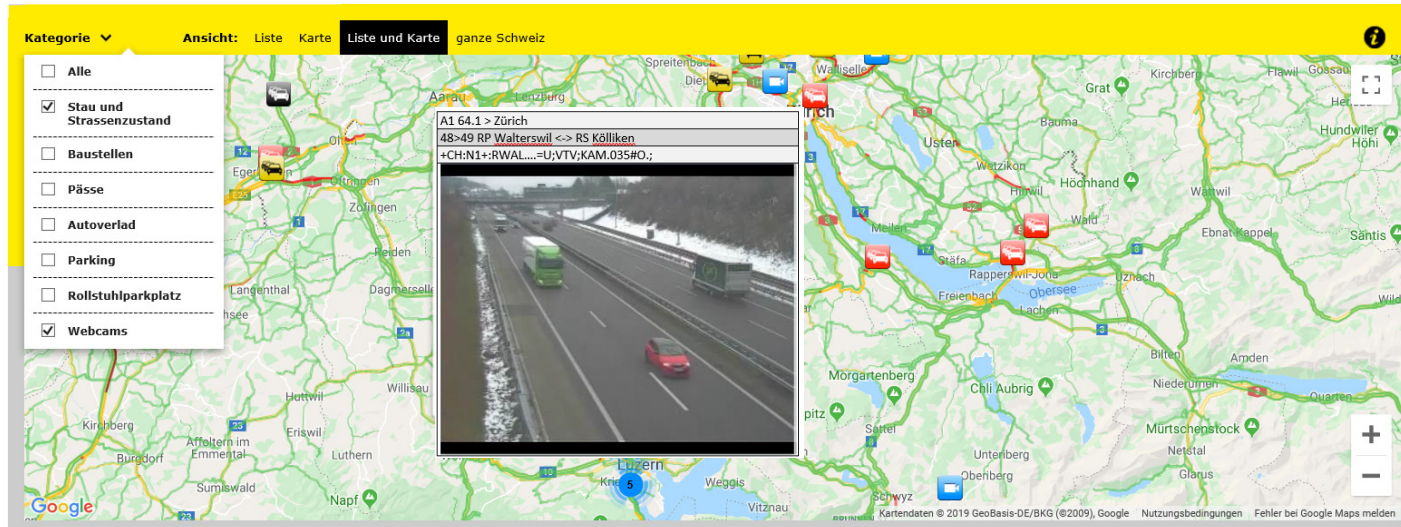 Kategorie
Ansicht: Liste Karte Liste und Karte ganze Schweiz
i
Alle
Stau und
Strassenzustand
Baustellen
Pässe
Autoverlad
Parking
Rollstuhlparkplatz
Webcams
A1 64.1 > Zürich
48>49 RP Walterswil <-> RS Kölliken
+CH:N1+:RWAL....=U;VTV;KAM.035#O.;
Spreitenbach
Walisellen
Kirchberg
Flawil
Gossau
Grat
Aarau
Lenzburg
Bauma
Hundwiler
Höhi
Uster
Olten
Wetzikon
Hinwil
Höchhand
Wattwil
Oftringen
Zofingen
Meilen
Wald
Ebnat-Kappel
Säntis
Reiden
Stäfa
Rapperswil-Jona
Uznach
Langenthal
Dagmerselle
Freienbach
Obersee
Lachen
Bilten
Amden
Morgartenberg
Niederurnen
Chli Aubrig
Quarten
Willisau
Huttwil
Kirchberg
Eriswil
Affoltern im
Emmental
Burgdorf
Luthern
Sattel
Mürtschenstock
Unteriberg
Netstal
Luzern
5
Weggis
Oberiberg
Glarus
Sumiswald
Napf
Schwyz
Vitznau
Google
Kartendaten © 2019 GeoBasis-DE/BKG (©2009), Google
Nutzungsbedingungen
Fehler bei Google Maps melden